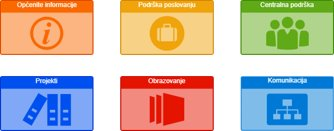 Općenite informacije
Podrška poslovanju
Centralna podrška
Projekti
Obrazovanje
Komunikacija